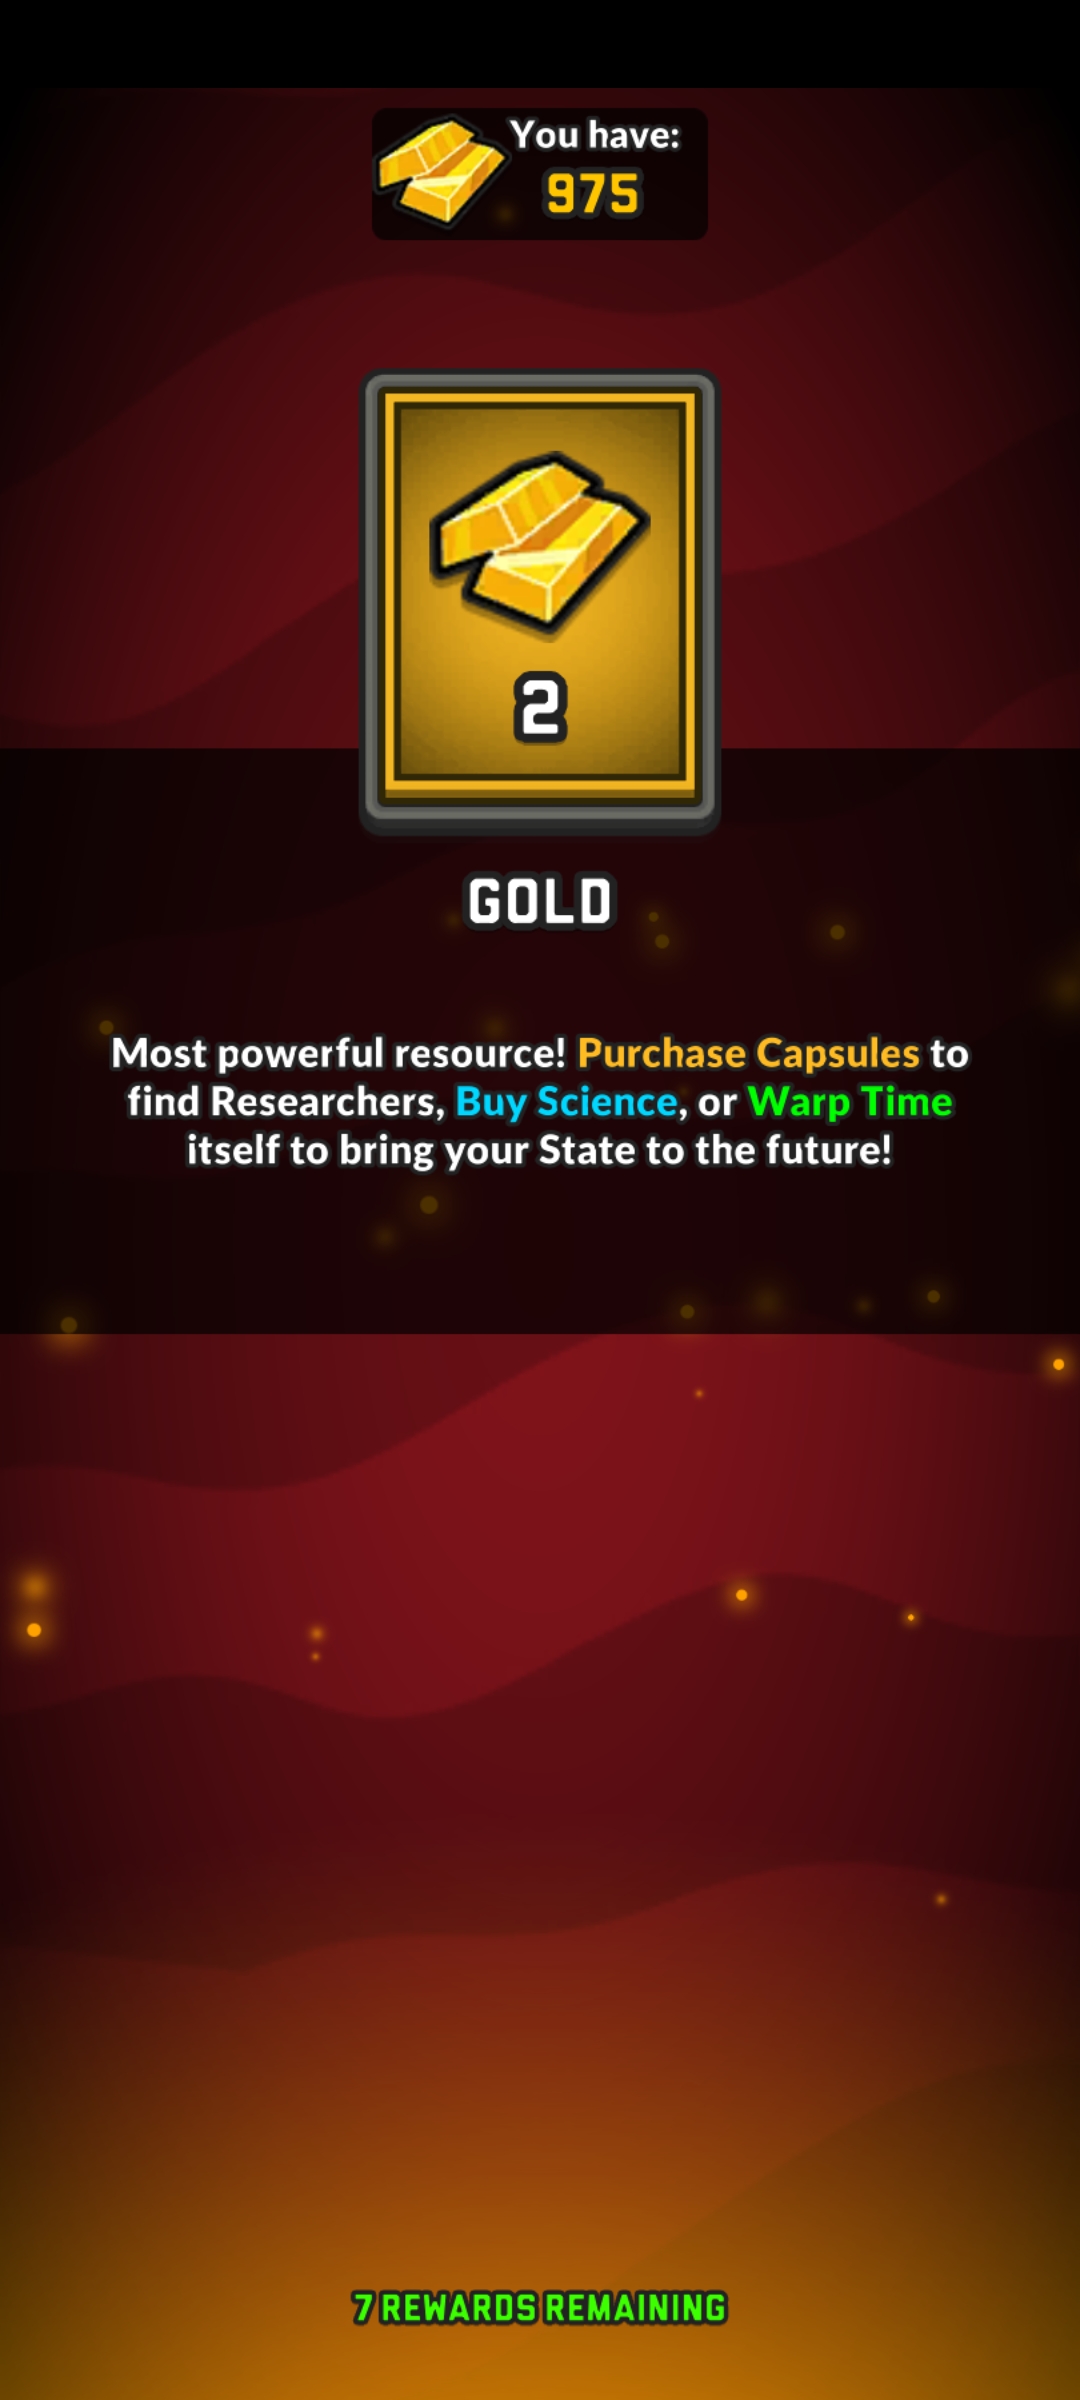 You have:
975
2
GOLD
Most powerful resource! Purchase Capsules to
find Researchers, Buy Science, or Warp Time
itself to bring your State to the future!
7 REWARDS REMAINING